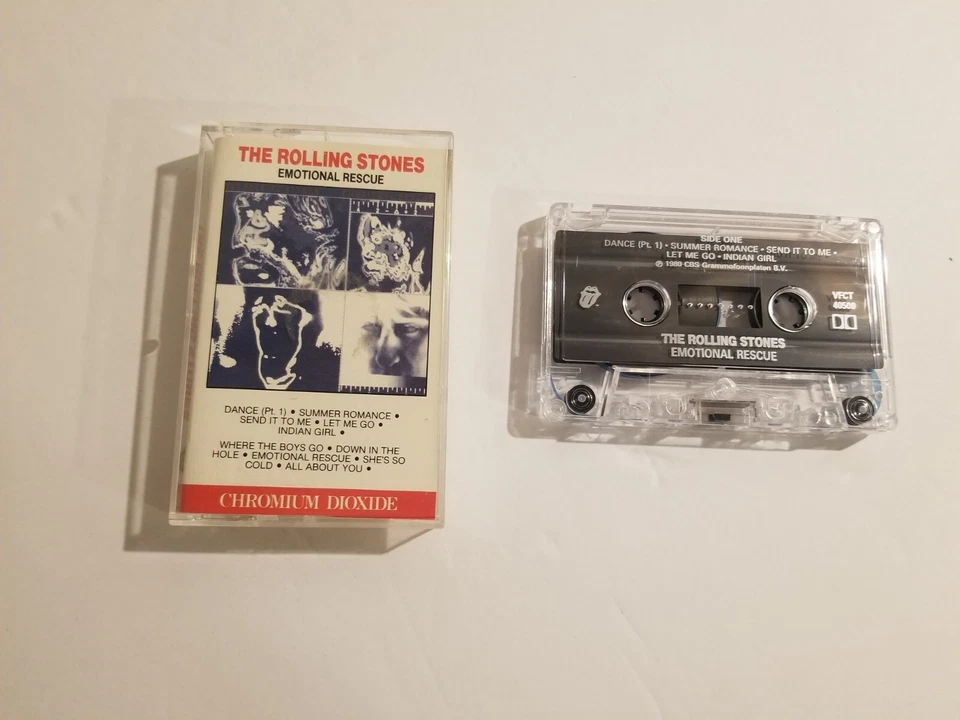 THE ROLLING STONES
EMOTIONAL RESCUE
DANCE (Pt. 1) • SUMMER ROMANCE •
SEND IT TO ME • LET ME GO •
INDIAN GIRL •
WHERE THE BOYS GO • DOWN IN THE
HOLE • EMOTIONAL RESCUE • SHE'S SO
COLD • ALL ABOUT YOU •
CHROMIUM DIOXIDE
SIDE ONE
DANCE (Pt. 1) • SUMMER ROMANCE • SEND IT TO ME •
LET ME GO • INDIAN GIRL
℗ 1980 CBS Grammofoonplaten B.V.
VFCT
40500
THE ROLLING STONES
EMOTIONAL RESCUE